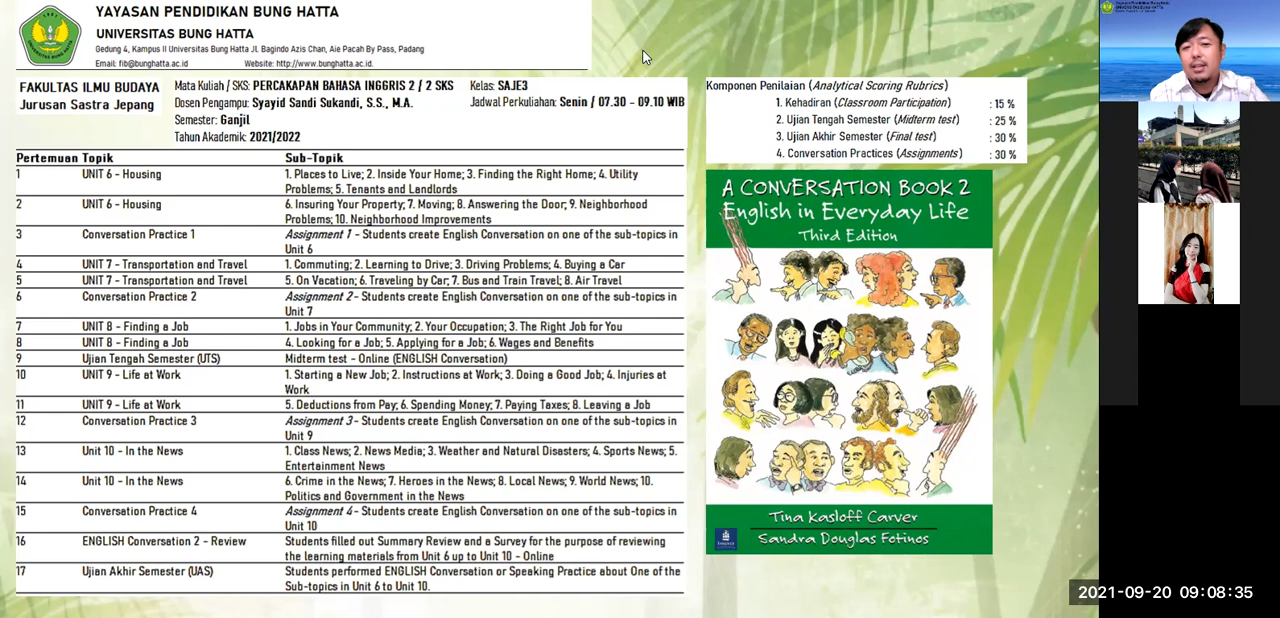 YAYASAN PENDIDIKAN BUNG HATTA
UNIVERSITAS BUNG HATTA
Gedung 4, Kampus II Universitas Bung Hatta Jl. Bagindo Azis Chan, Aie Pacah By Pass, Padang
Email: fib@bunghatta.ac.id Website: http://www.bunghatta.ac.id.
FAKULTAS ILMU BUDAYA
Jurusan Sastra Jepang
Mata Kuliah / SKS: PERCAKAPAN BAHASA INGGRIS 2 / 2 SKS
Dosen Pengampu: Syayid Sandi Sukandi, S.S., M.A.
Semester: Ganjil
Tahun Akademik: 2021/2022
Kelas: SAJE3
Jadwal Perkuliahan: Senin / 07.30 - 09.10 WIB
Pertemuan Topik Sub-Topik
1 UNIT 6 - Housing 1. Places to Live; 2. Inside Your Home; 3. Finding the Right Home; 4. Utility
Problems; 5. Tenants and Landlords
2 UNIT 6 - Housing 6. Insuring Your Property; 7. Moving; 8. Answering the Door; 9. Neighborhood
Problems; 10. Neighborhood Improvements
3 Conversation Practice 1 Assignment 1 - Students create English Conversation on one of the sub-topics in
Unit 6
4 UNIT 7 - Transportation and Travel 1. Commuting; 2. Learning to Drive; 3. Driving Problems; 4. Buying a Car
5 UNIT 7 - Transportation and Travel 5. On Vacation; 6. Traveling by Car; 7. Bus and Train Travel; 8. Air Travel
6 Conversation Practice 2 Assignment 2 - Students create English Conversation on one of the sub-topics in
Unit 7
7 UNIT 8 - Finding a Job 1. Jobs in Your Community; 2. Your Occupation; 3. The Right Job for You
8 UNIT 8 - Finding a Job 4. Looking for a Job; 5. Applying for a Job; 6. Wages and Benefits
9 Ujian Tengah Semester (UTS) Midterm test - Online (ENGLISH Conversation)
10 UNIT 9 - Life at Work 1. Starting a New Job; 2. Instructions at Work; 3. Doing a Good Job; 4. Injuries at
Work
11 UNIT 9 - Life at Work 5. Deductions from Pay; 6. Spending Money; 7. Paying Taxes; 8. Leaving a Job
12 Conversation Practice 3 Assignment 3 - Students create English Conversation on one of the sub-topics in
Unit 9
13 Unit 10 - In the News 1. Class News; 2. News Media; 3. Weather and Natural Disasters; 4. Sports News; 5.
Entertainment News
14 Unit 10 - In the News 6. Crime in the News; 7. Heroes in the News; 8. Local News; 9. World News; 10.
Politics and Government in the News
15 Conversation Practice 4 Assignment 4 - Students create English Conversation on one of the sub-topics in
Unit 10
16 ENGLISH Conversation 2 - Review Students filled out Summary Review and a Survey for the purpose of reviewing
the learning materials from Unit 6 up to Unit 10 - Online
17 Ujian Akhir Semester (UAS) Students performed ENGLISH Conversation or Speaking Practice about One of the
Sub-topics in Unit 6 to Unit 10.
Komponen Penilaian (Analytical Scoring Rubrics)
1. Kehadiran (Classroom Participation) : 15 %
2. Ujian Tengah Semester (Midterm test) : 25 %
3. Ujian Akhir Semester (Final test) : 30 %
4. Conversation Practices (Assignments) : 30 %
A CONVERSATION BOOK 2
English in Everyday Life
Third Edition
Tina Kasloff Carver
Sandra Douglas Fotinos
2021-09-20 09:08:35